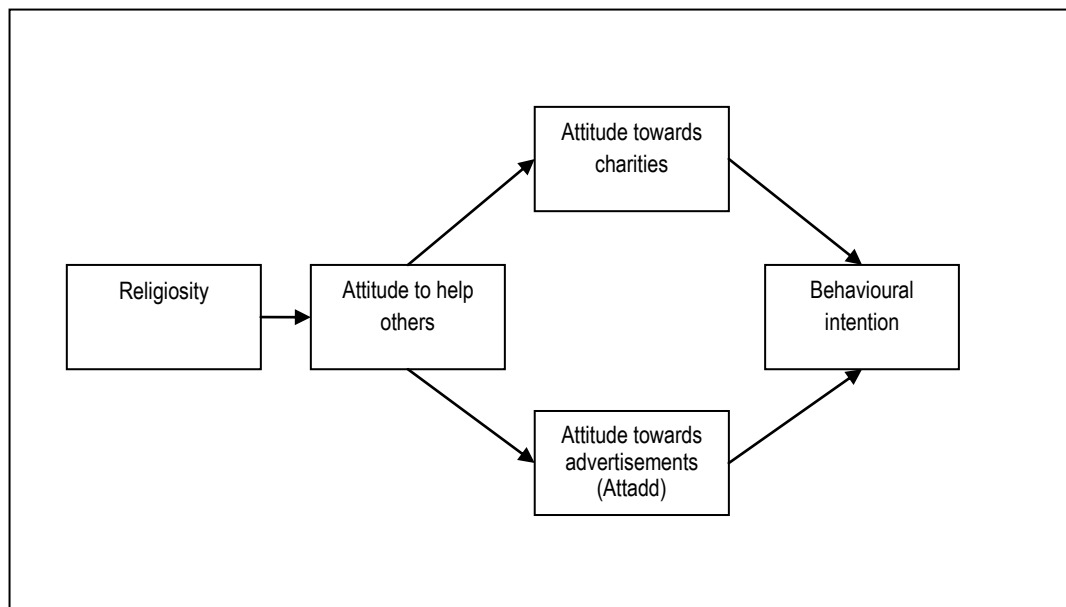 Attitude towards
charities
Religiosity
Attitude to help
others
Behavioural
intention
Attitude towards
advertisements
(Attadd)